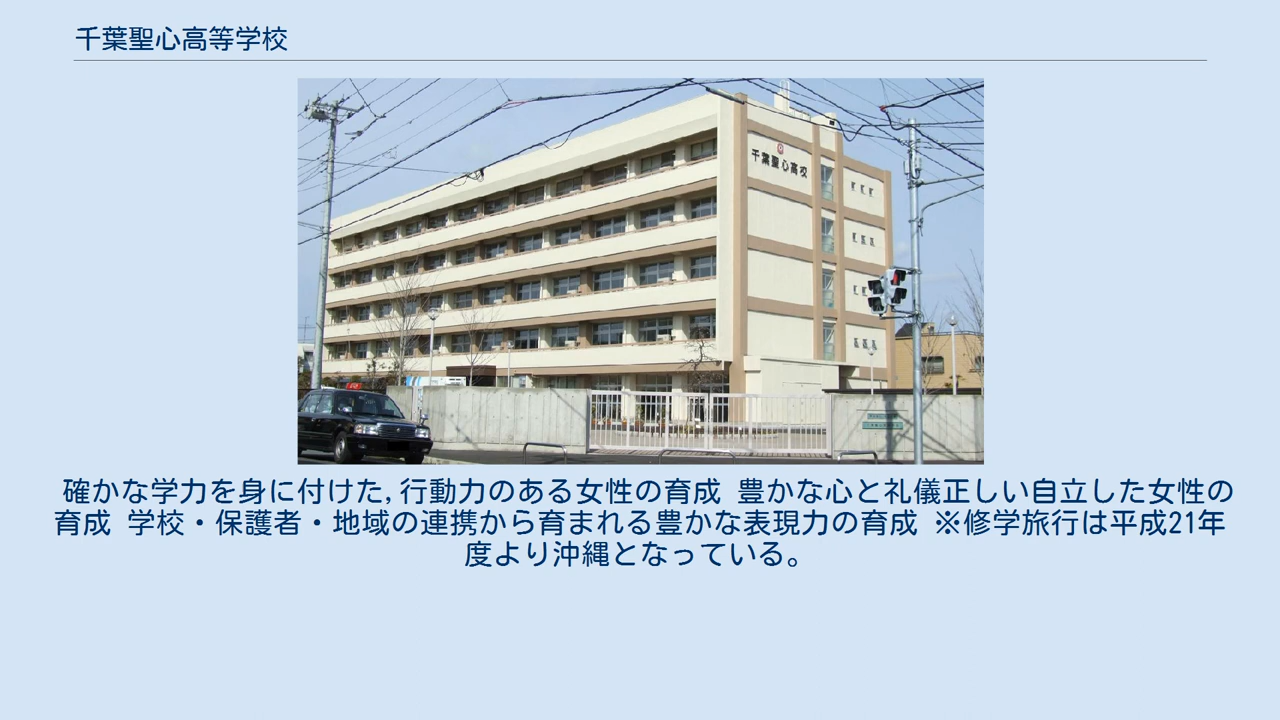 千葉聖心高等学校
千葉聖心高校
確かな学力を身に付けた,行動力のある女性の育成 豊かな心と礼儀正しい自立した女性の
育成 学校・保護者・地域の連携から育まれる豊かな表現力の育成 ※修学旅行は平成21年
度より沖縄となっている。